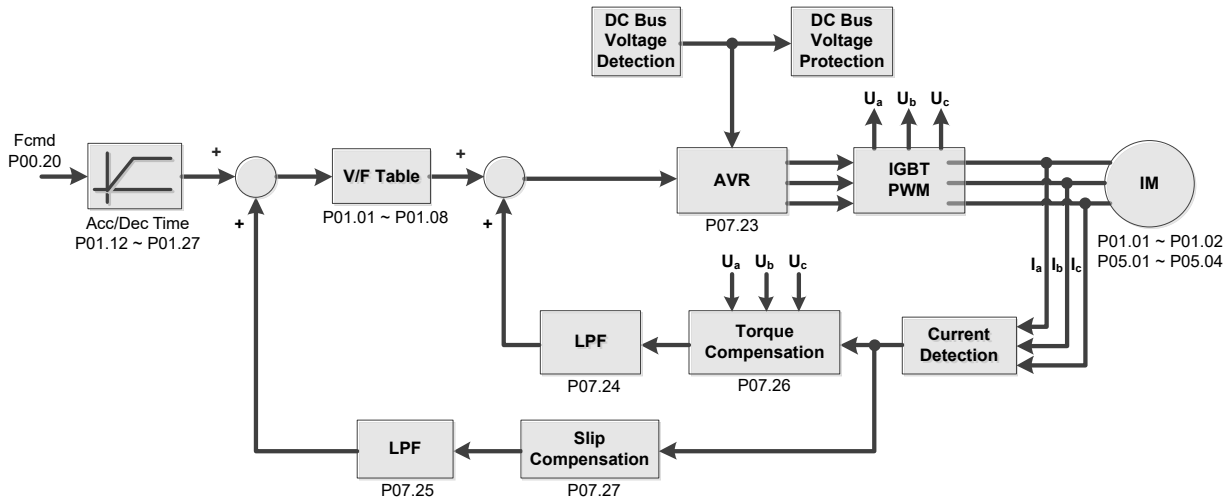 DC Bus
Voltage
Detection
DC Bus
Voltage
Protection
Ua
Ub
Uc
Fcmd
P00.20
+
Acc/Dec Time
P01.12 ~ P01.27
+
V/F Table
P01.01 ~ P01.08
+
+
AVR
P07.23
IGBT
PWM
IM
P01.01 ~ P01.02
P05.01 ~ P05.04
Ia
Ib
Ic
Ua
Ub
Uc
LPF
P07.24
Torque
Compensation
P07.26
Current
Detection
LPF
P07.25
Slip
Compensation
P07.27